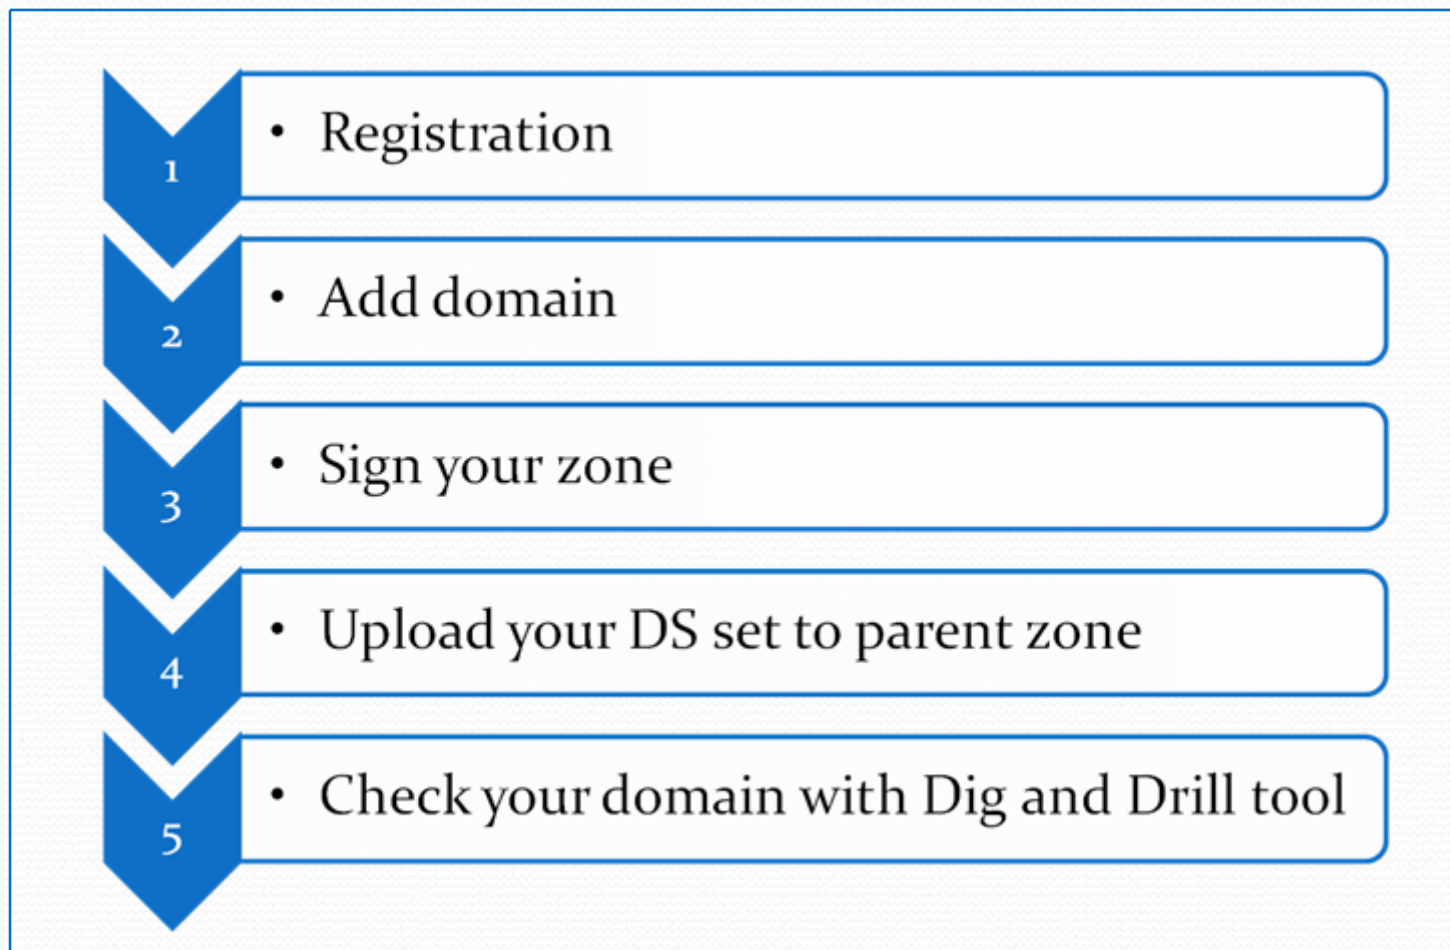 1
• Registration
2
• Add domain
3
• Sign your zone
4
• Upload your DS set to parent zone
5
• Check your domain with Dig and Drill tool